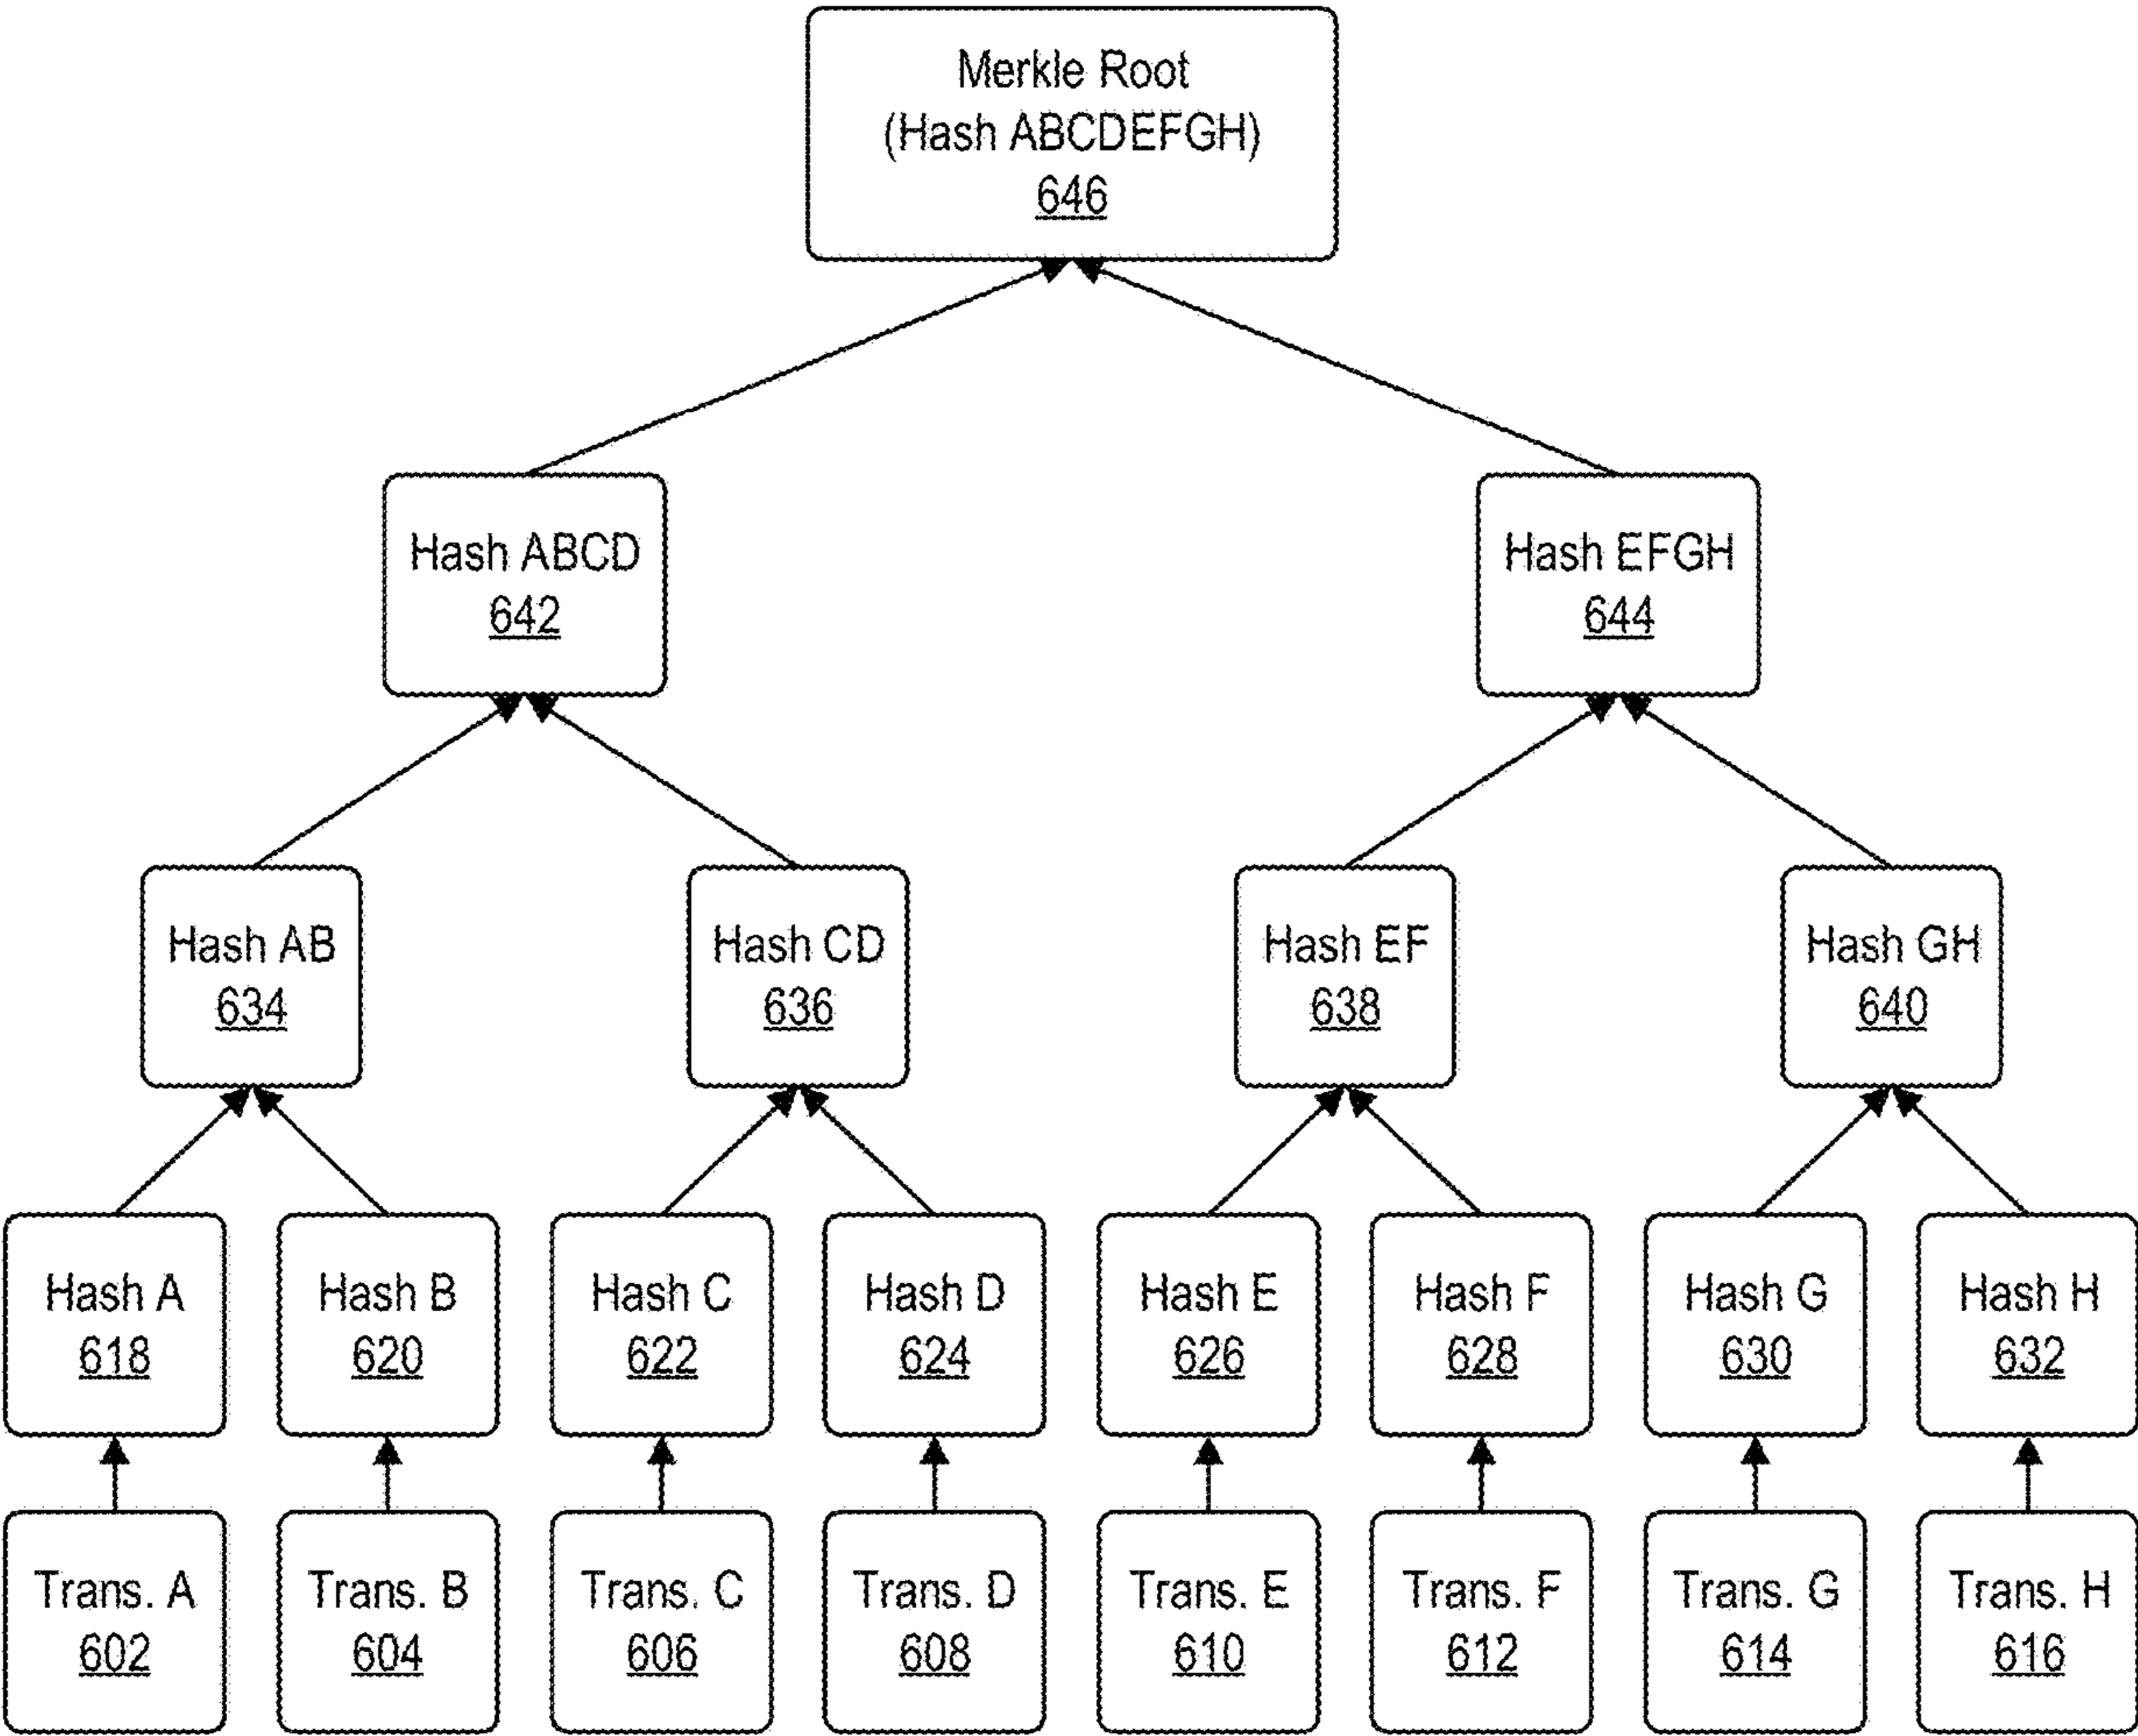 Merkle Root
(Hash ABCDEFGH)
646
Hash ABCD
642
Hash EFGH
644
Hash AB
634
Hash CD
636
Hash EF
638
Hash GH
640
Hash A
618
Hash B
620
Hash C
622
Hash D
624
Hash E
626
Hash F
628
Hash G
630
Hash H
632
Trans. A
602
Trans. B
604
Trans. C
606
Trans. D
608
Trans. E
610
Trans. F
612
Trans. G
614
Trans. H
616